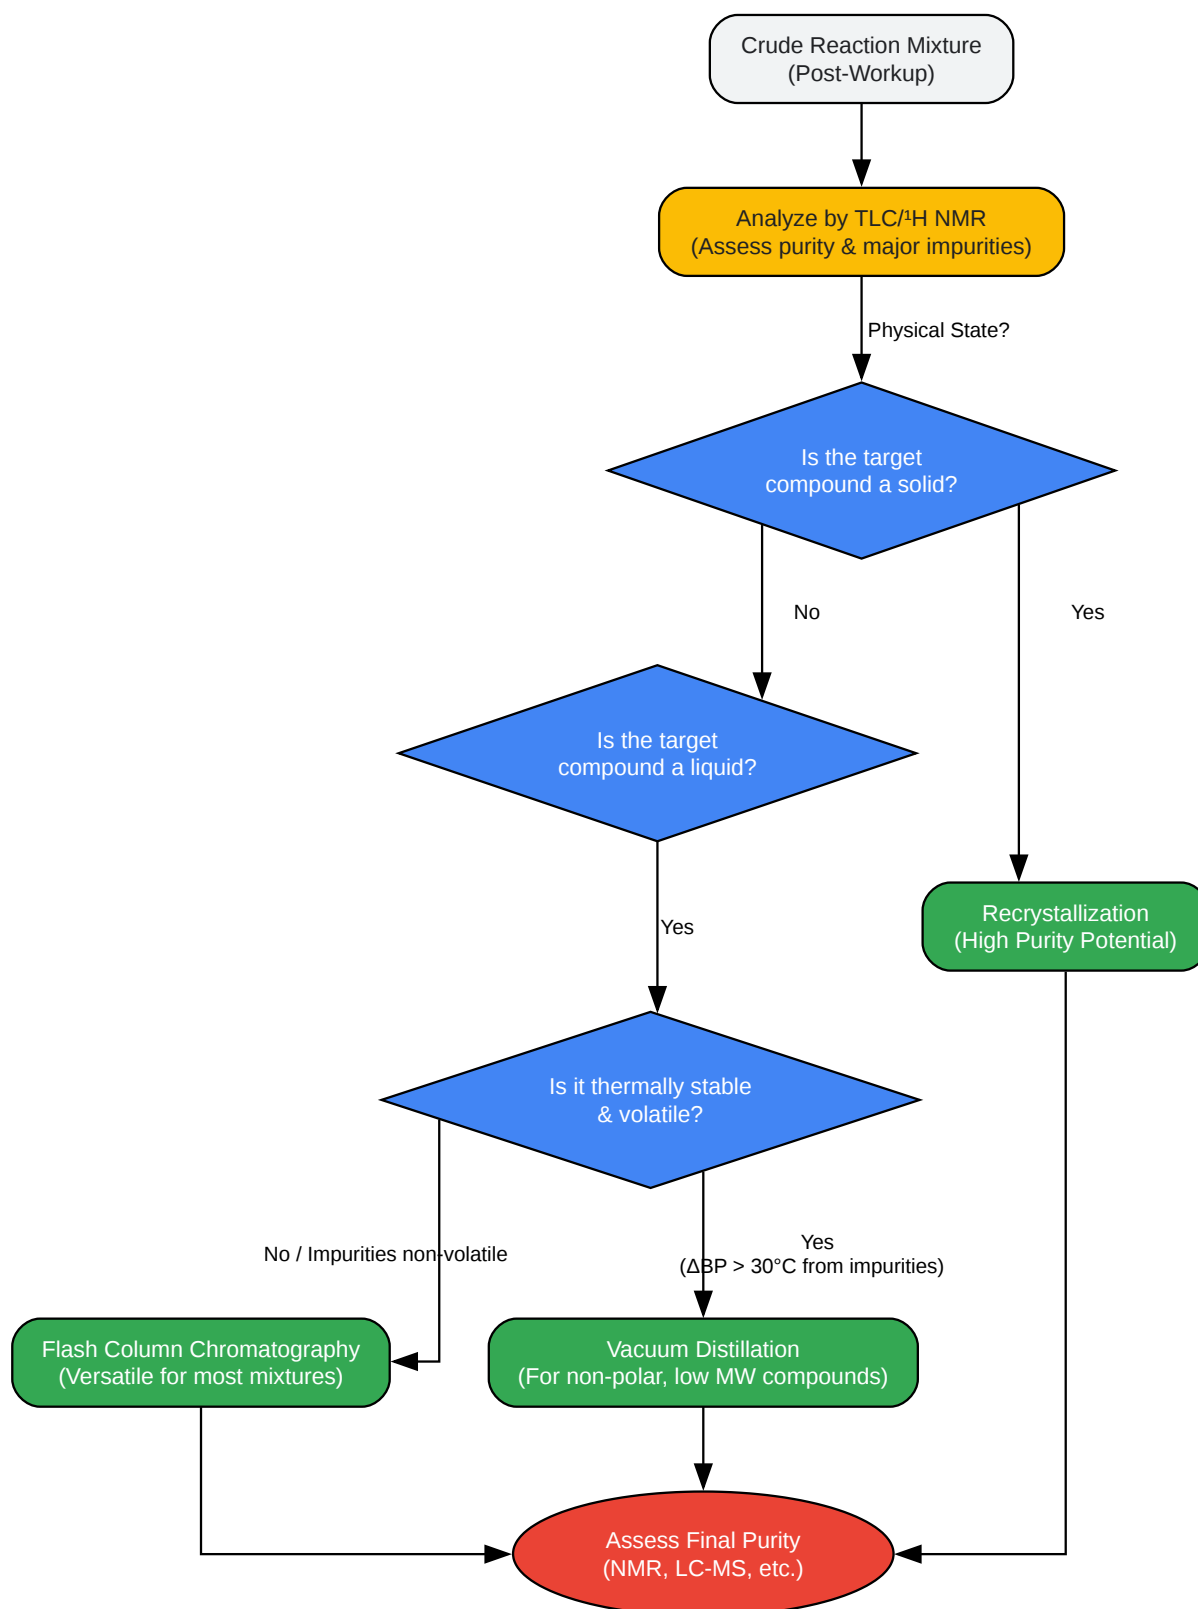 Crude Reaction Mixture
(Post-Workup)
Analyze by TLC/¹H NMR
(Assess purity & major impurities)
Physical State?
Is the target
compound a solid?
No
Yes
Is the target
compound a liquid?
Yes
Recrystallization
(High Purity Potential)
Is it thermally stable
& volatile?
No / Impurities non-volatile
Yes
(ΔBP > 30°C from impurities)
Flash Column Chromatography
(Versatile for most mixtures)
Vacuum Distillation
(For non-polar, low MW compounds)
Assess Final Purity
(NMR, LC-MS, etc.)